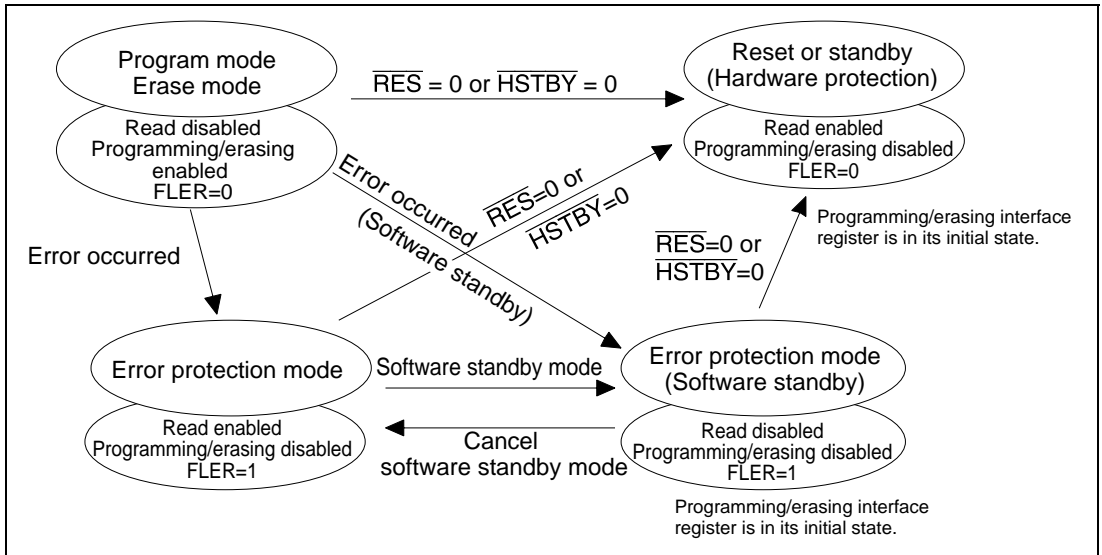 Program mode
Erase mode
Read disabled
Programming/erasing
enabled
FLER=0
RES = 0 or HSTBY = 0
Reset or standby
(Hardware protection)
Read enabled
Programming/erasing disabled
FLER=0
Programming/erasing interface
register is in its initial state.
Error occurred
Error occurred
(Software standby)
RES=0 or
HSTBY=0
RES=0 or
HSTBY=0
Error protection mode
Read enabled
Programming/erasing disabled
FLER=1
Software standby mode
Cancel
software standby mode
Error protection mode
(Software standby)
Read disabled
Programming/erasing disabled
FLER=1
Programming/erasing interface
register is in its initial state.